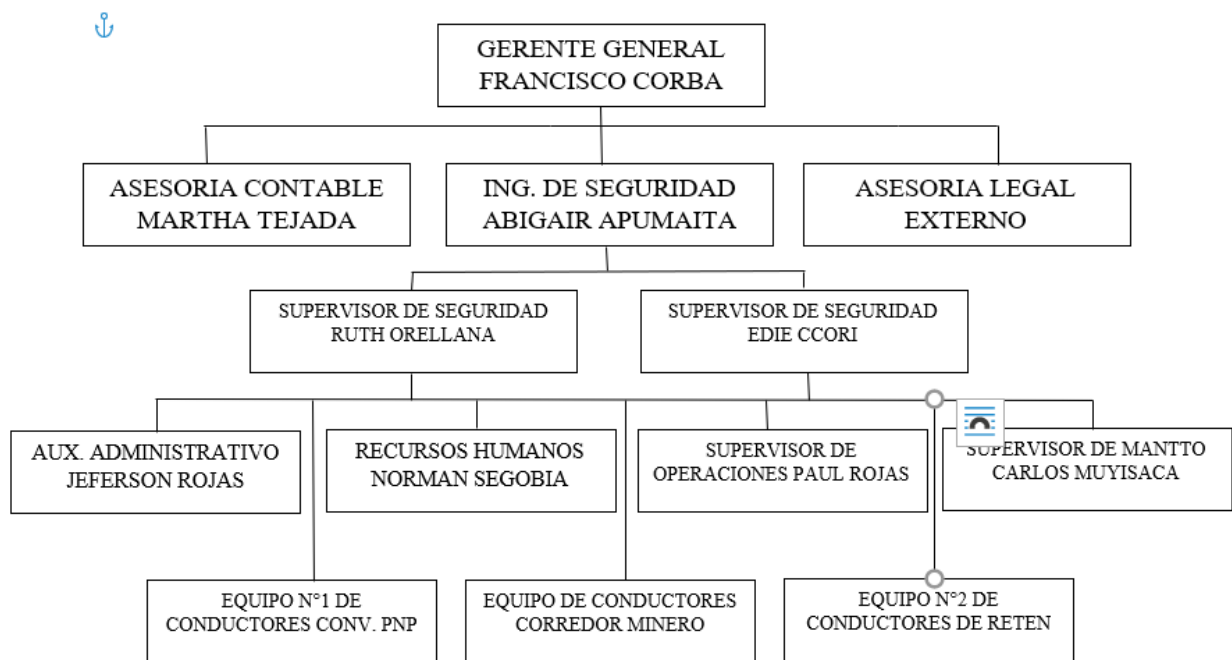 GERENTE GENERAL
FRANCISCO CORBA
ASESORIA CONTABLE
MARTHA TEJADA
ING. DE SEGURIDAD
ABIGAIR APUMAITA
ASESORIA LEGAL
EXTERNO
SUPERVISOR DE SEGURIDAD
RUTH ORELLANA
SUPERVISOR DE SEGURIDAD
EDIE CCORI
AUX. ADMINISTRATIVO
JEFERSON ROJAS
RECURSOS HUMANOS
NORMAN SEGOBIA
SUPERVISOR DE
OPERACIONES PAUL ROJAS
SUPERVISOR DE MANTTO
CARLOS MUYISACA
EQUIPO N°1 DE
CONDUCTORES CONV. PNP
EQUIPO DE CONDUCTORES
CORREDOR MINERO
EQUIPO N°2 DE
CONDUCTORES DE RETEN